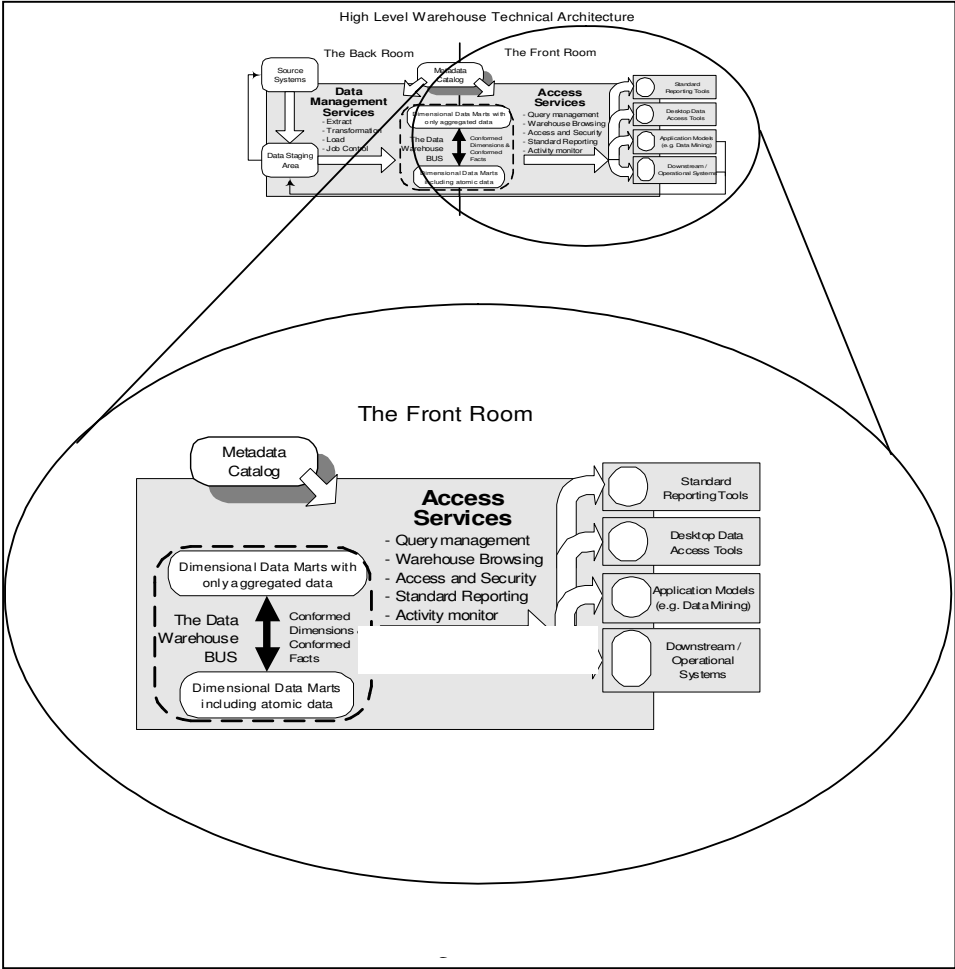 High Level Warehouse Technical Architecture
The Back Room
The Front Room
Source
Systems
Data
Management
Services
- Extract
- Transformation
- Load
- Job Control
Data Staging
Area
Metadata
Catalog
Dimensional Data Marts with
only aggregated data
The Data
Warehouse
BUS
Conformed
Dimensions &
Conformed
Facts
Dimensional Data Marts
including atomic data
Access
Services
- Query management
- Warehouse Browsing
- Access and Security
- Standard Reporting
- Activity monitor
Standard
Reporting Tools
Desktop Data
Access Tools
Application Models
(e.g. Data Mining)
Downstream /
Operational Systems
The Front Room
Metadata
Catalog
Access
Services
- Query management
- Warehouse Browsing
- Access and Security
- Standard Reporting
- Activity monitor
Dimensional Data Marts with
only aggregated data
The Data
Warehouse
BUS
Conformed
Dimensions
Conformed
Facts
Dimensional Data Marts
including atomic data
Standard
Reporting Tools
Desktop Data
Access Tools
Application Models
(e.g. Data Mining)
Downstream /
Operational
Systems